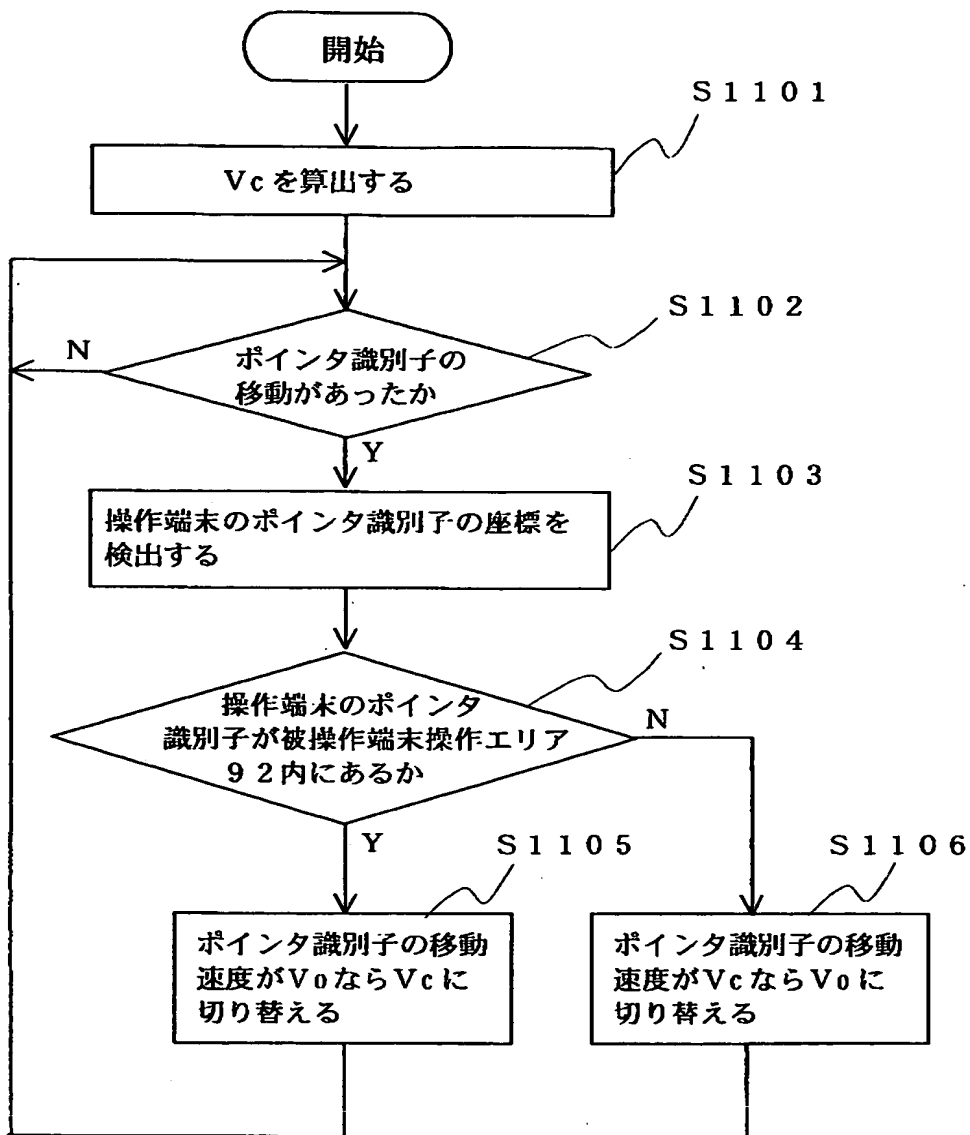 開始
S1101
Vcを算出する
S1102
N
ポインタ識別子の
移動があったか
Y
S1103
操作端末のポインタ識別子の座標を
検出する
S1104
操作端末のポインタ
識別子が被操作端末操作エリア
92内にあるか
N
Y
S1105
S1106
ポインタ識別子の移動
速度がVoならVcに
切り替える
ポインタ識別子の移動
速度がVcならVoに
切り替える